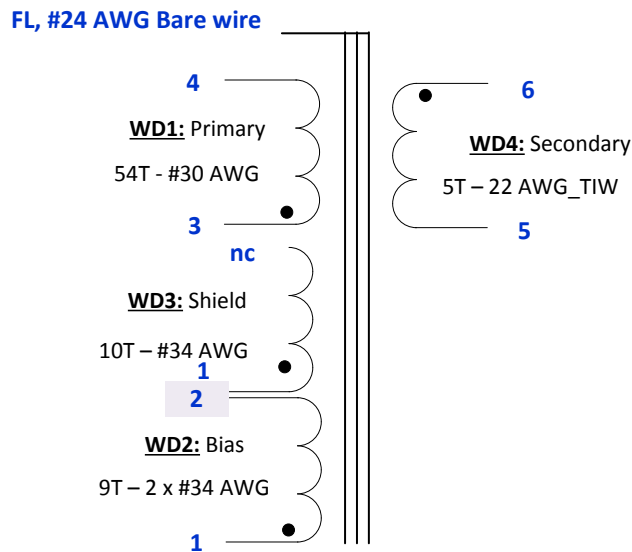 FL, #24 AWG Bare wire
4
WD1: Primary
54T - #30 AWG
3
nc
WD3: Shield
10T – #34 AWG
1
2
WD2: Bias
9T – 2 x #34 AWG
1
6
WD4: Secondary
5T – 22 AWG_TIW
5